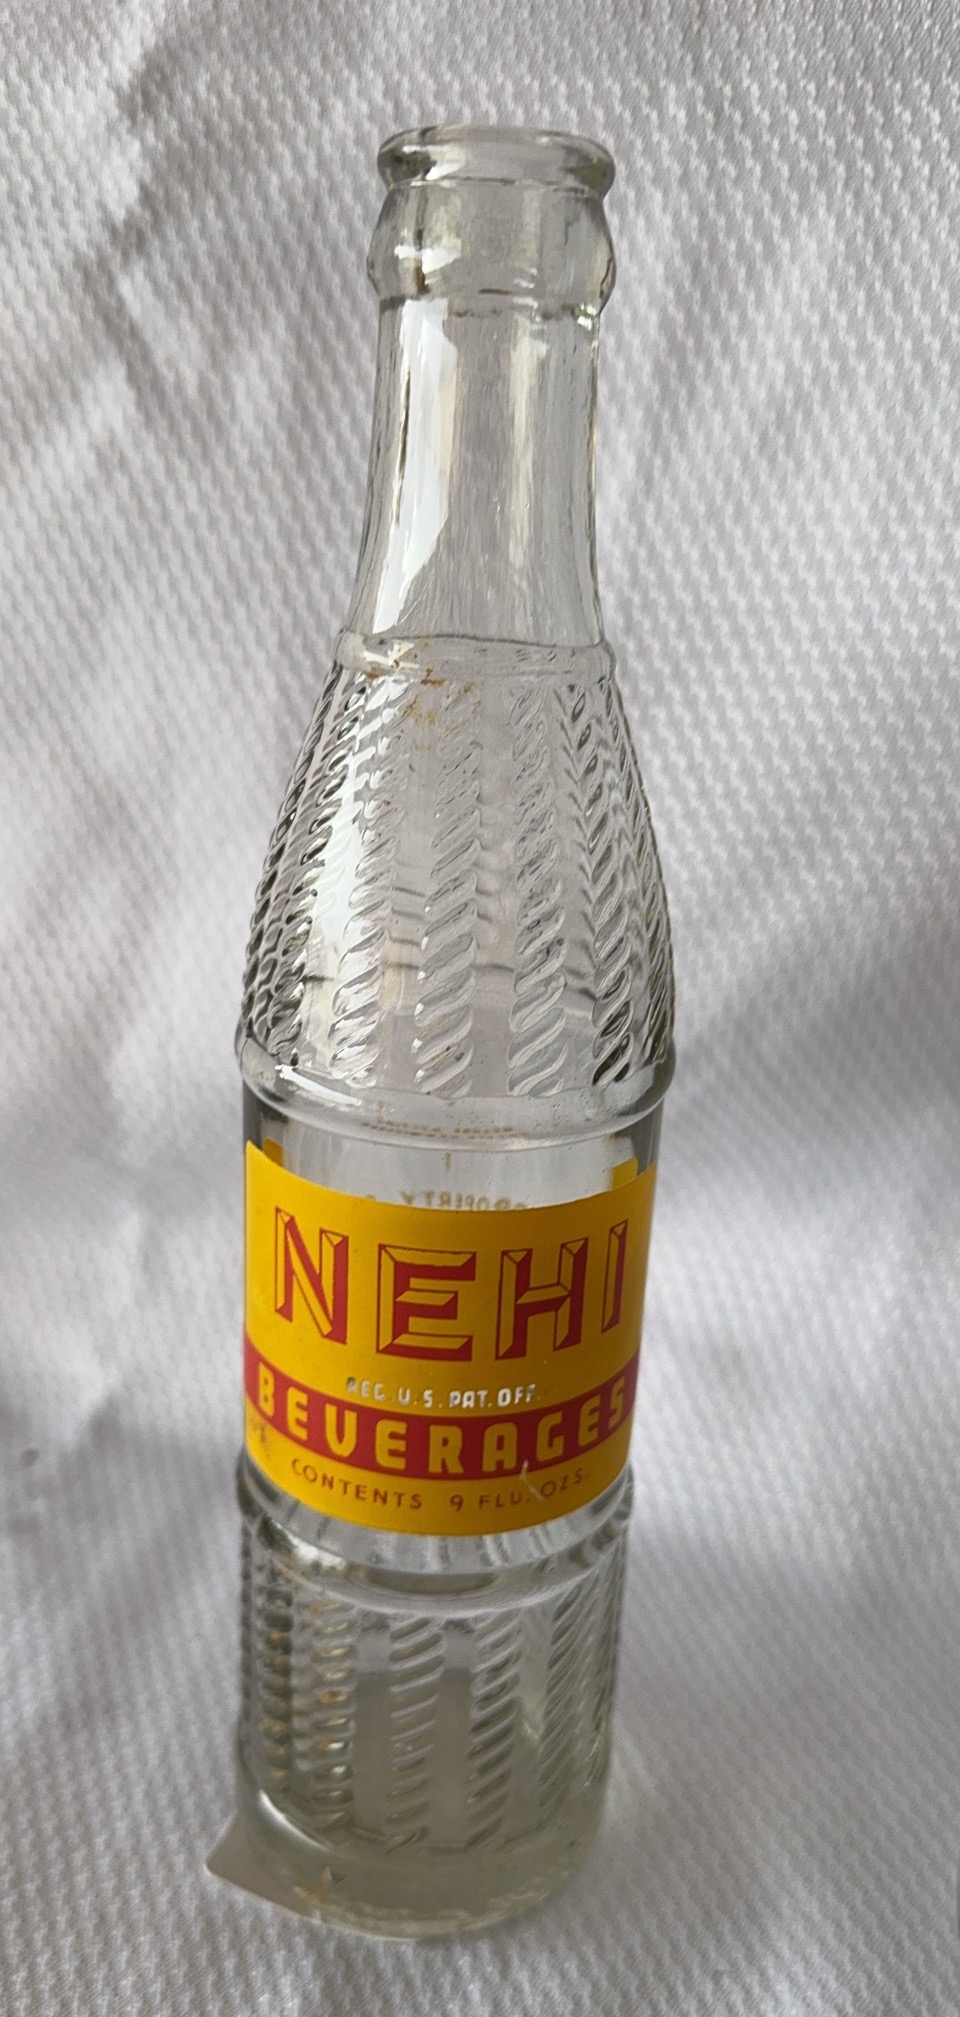 NEHI
REG. U.S. PAT. OFF.
BEVERAGES
CONTENTS 9 FLU. OZS.